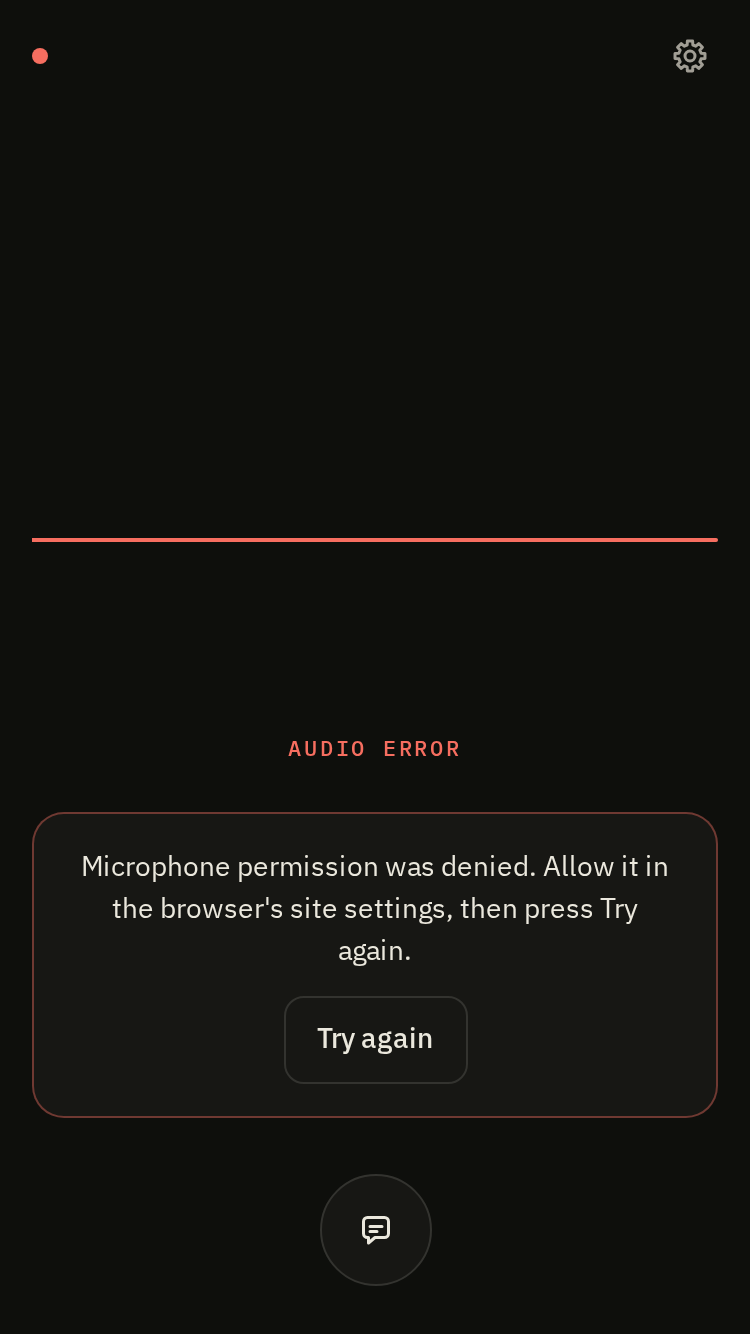 AUDIO ERROR
Microphone permission was denied. Allow it in
the browser's site settings, then press Try
again.
Try again